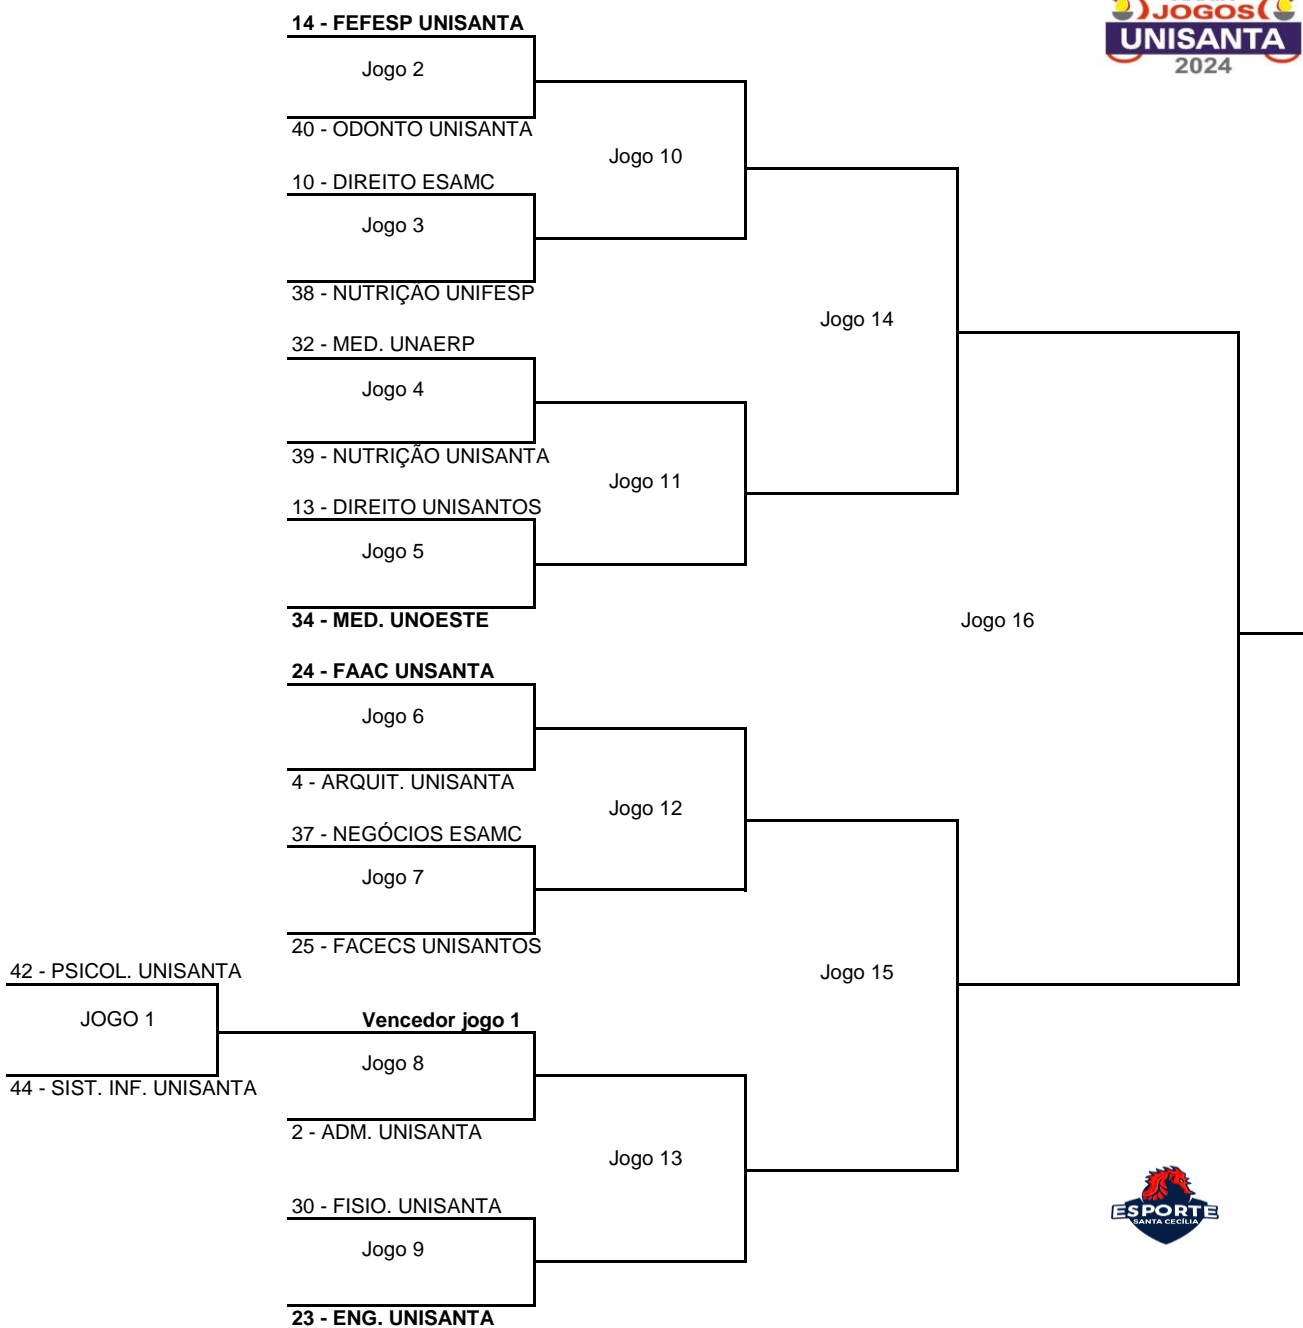 14 - FEFESP UNISANTA
JOGOS
UNISANTA
2024
Jogo 2
40 - ODONTO UNISANTA
Jogo 10
10 - DIREITO ESAMC
Jogo 3
38 - NUTRIÇÃO UNIFESP
Jogo 14
32 - MED. UNAERP
Jogo 4
39 - NUTRIÇÃO UNISANTA
Jogo 11
13 - DIREITO UNISANTOS
Jogo 5
34 - MED. UNOESTE
Jogo 16
24 - FAAC UNSANTA
Jogo 6
4 - ARQUIT. UNISANTA
Jogo 12
37 - NEGÓCIOS ESAMC
Jogo 7
25 - FACECS UNISANTOS
42 - PSICOL. UNISANTA
Jogo 15
JOGO 1
Vencedor jogo 1
Jogo 8
44 - SIST. INF. UNISANTA
2 - ADM. UNISANTA
Jogo 13
30 - FISIO. UNISANTA
ESPORTE
SANTA CECÍLIA
Jogo 9
23 - ENG. UNISANTA